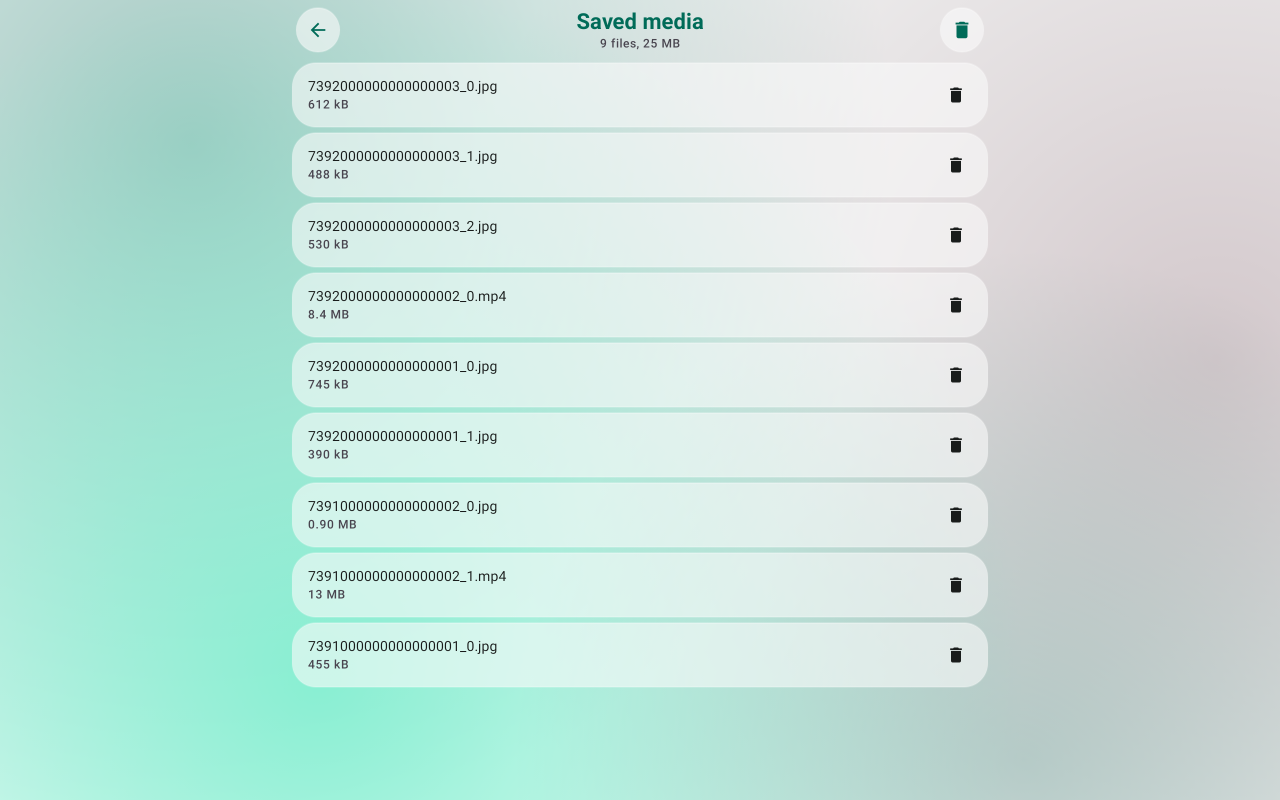 Saved media
9 files, 25 MB
7392000000000000003_0.jpg
612 kB
7392000000000000003_1.jpg
488 kB
7392000000000000003_2.jpg
530 kB
7392000000000000002_0.mp4
8.4 MB
7392000000000000001_0.jpg
745 kB
7392000000000000001_1.jpg
390 kB
7391000000000000002_0.jpg
0.90 MB
7391000000000000002_1.mp4
13 MB
7391000000000000001_0.jpg
455 kB